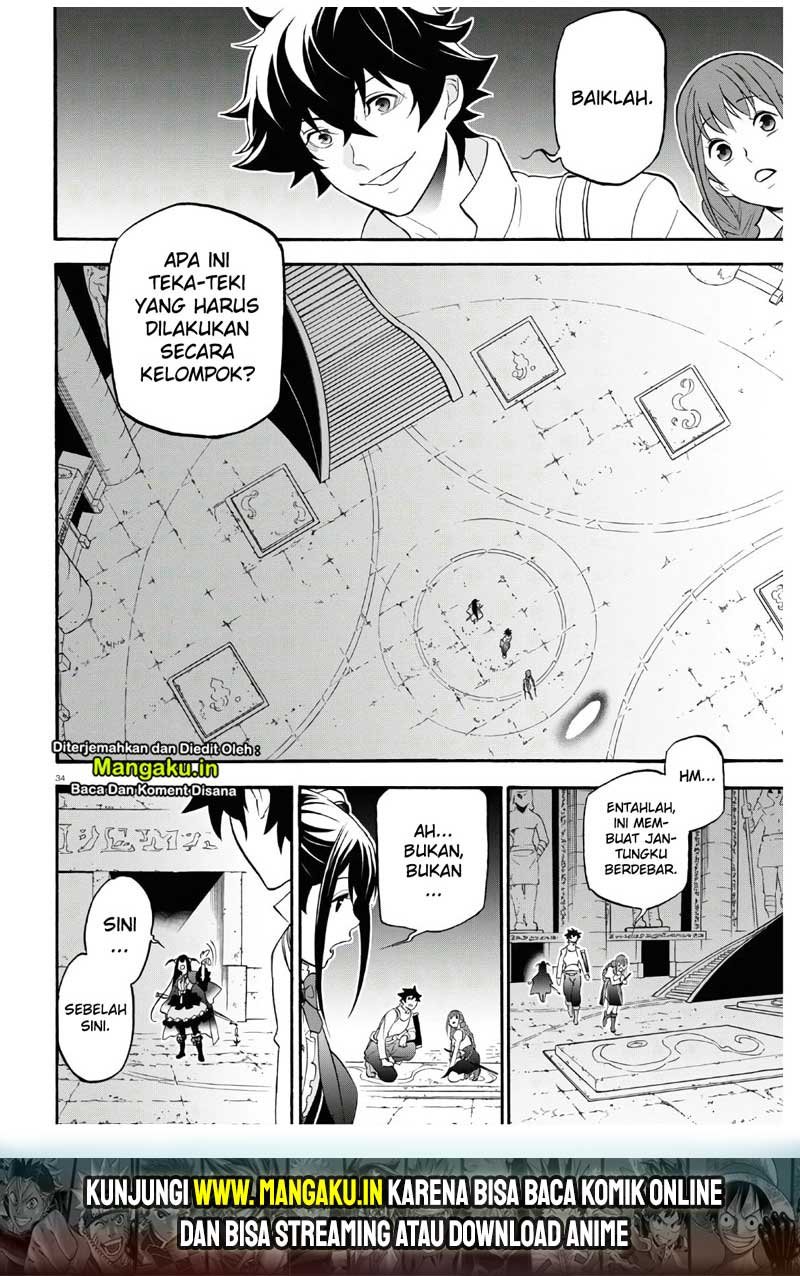 BAIKLAH.
APA INI
TEKA-TEKI
YANG HARUS
DILAKUKAN
SECARA
KELOMPOK?
Diterjemahkan dan Diedit Oleh :
Mangaku.in
Baca Dan Koment Disana
34
HM...
ENTAHLAH,
INI MEM-
BUAT JAN-
TUNGKU
BERDEBAR.
AH...
BUKAN,
BUKAN
...
SINI
...
SEBELAH
SINI.
KUNJUNGI WWW. MANGAKU.IN KARENA BISA BACA KOMIK ONLINE
DAN BISA STREAMING ATAU DOWNLOAD ANIME